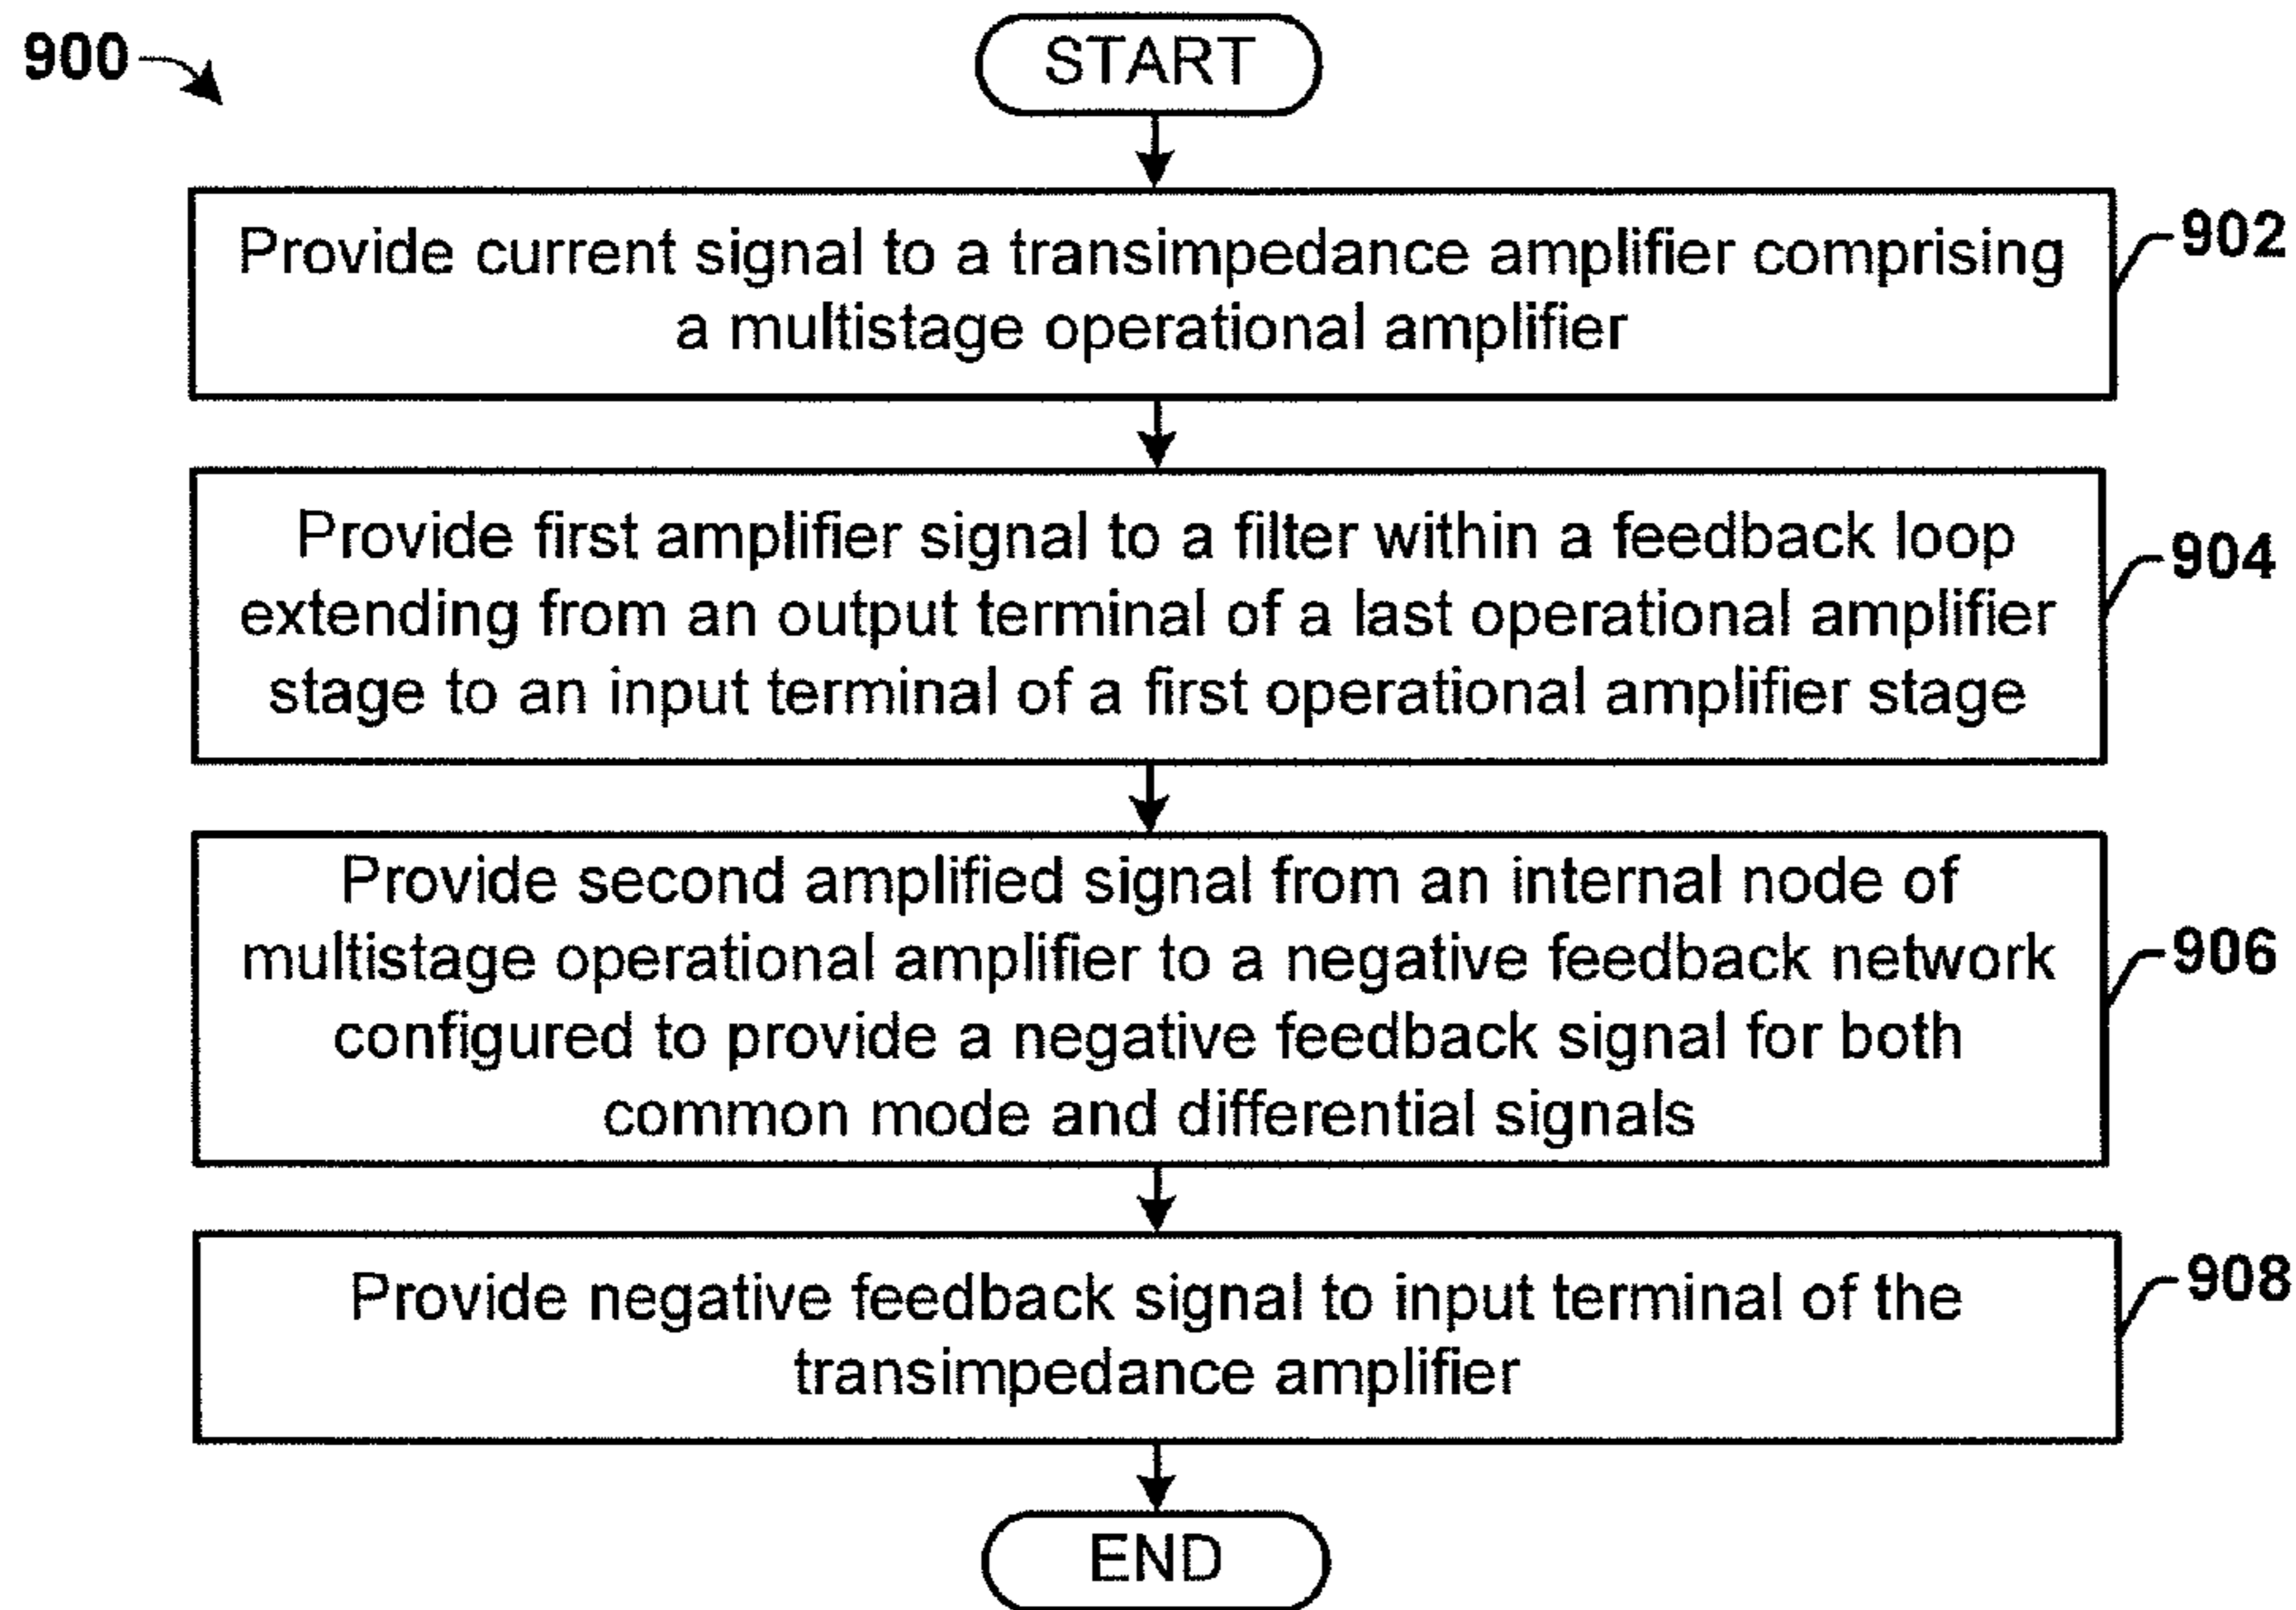 900
START
Provide current signal to a transimpedance amplifier comprising
a multistage operational amplifier
902
Provide first amplifier signal to a filter within a feedback loop
extending from an output terminal of a last operational amplifier
stage to an input terminal of a first operational amplifier stage
904
Provide second amplified signal from an internal node of
multistage operational amplifier to a negative feedback network
configured to provide a negative feedback signal for both
common mode and differential signals
906
Provide negative feedback signal to input terminal of the
transimpedance amplifier
908
END